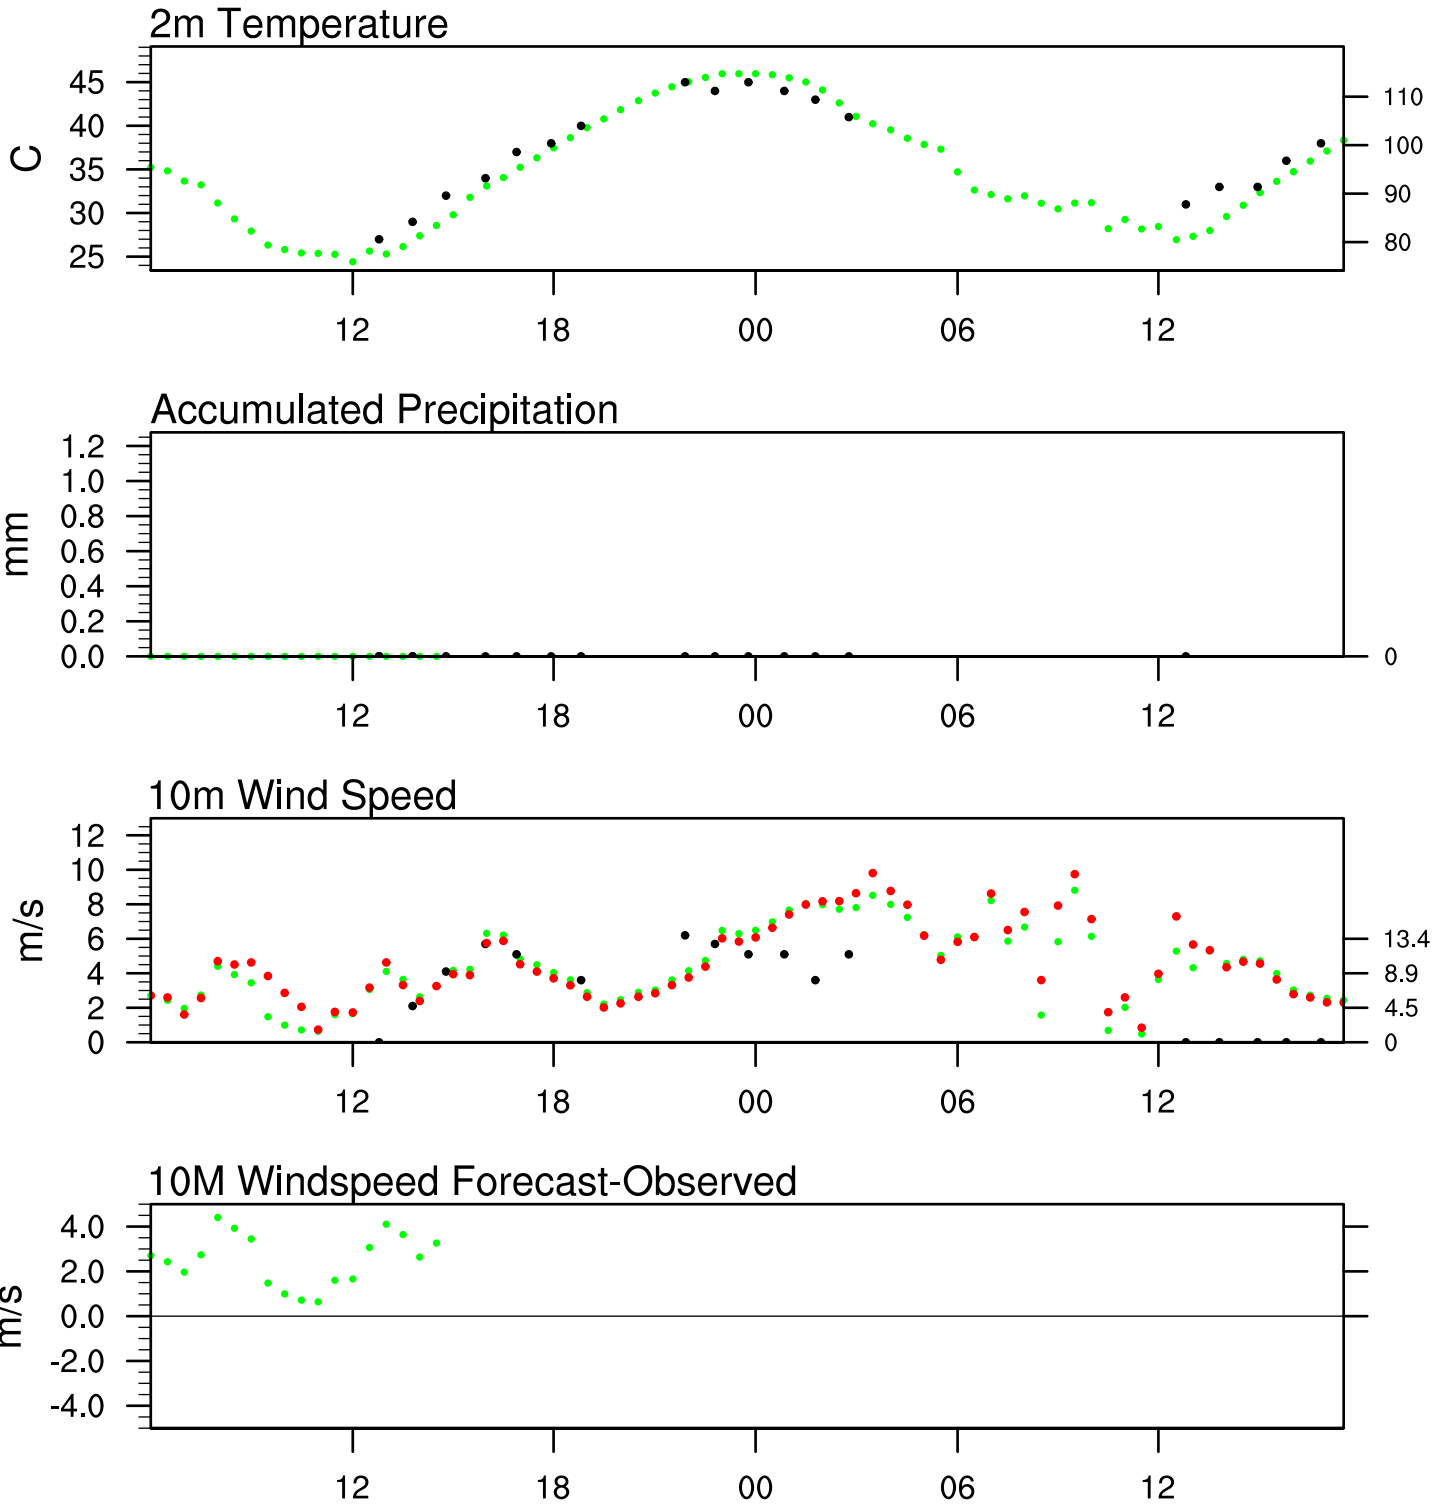 2m Temperature
C
45
40
35
30
25
110
100
90
80
12 18 00 06 12
Accumulated Precipitation
mm
1.2
1.0
0.8
0.6
0.4
0.2
0.0
0
12 18 00 06 12
10m Wind Speed
m/s
12
10
8
6
4
2
0
13.4
8.9
4.5
0
12 18 00 06 12
10M Windspeed Forecast-Observed
m/s
4.0
2.0
0.0
-2.0
-4.0
12 18 00 06 12